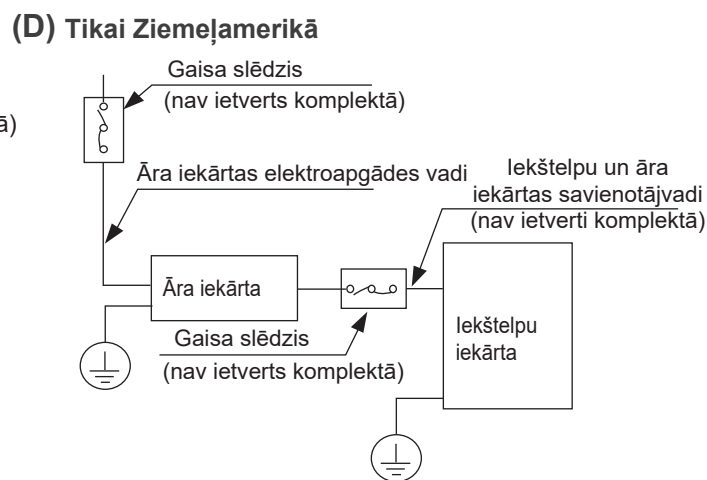 (D) Tikai Ziemeļamerikā
Gaisa slēdzis
(nav ietverts komplektā)
ā)
Āra iekārtas elektroapgādes vadi
Iekštelpu un āra
iekārtas savienotājvadi
(nav ietverti komplektā)
Āra iekārta
Gaisa slēdzis
(nav ietverts komplektā)
Iekštelpu
iekārta